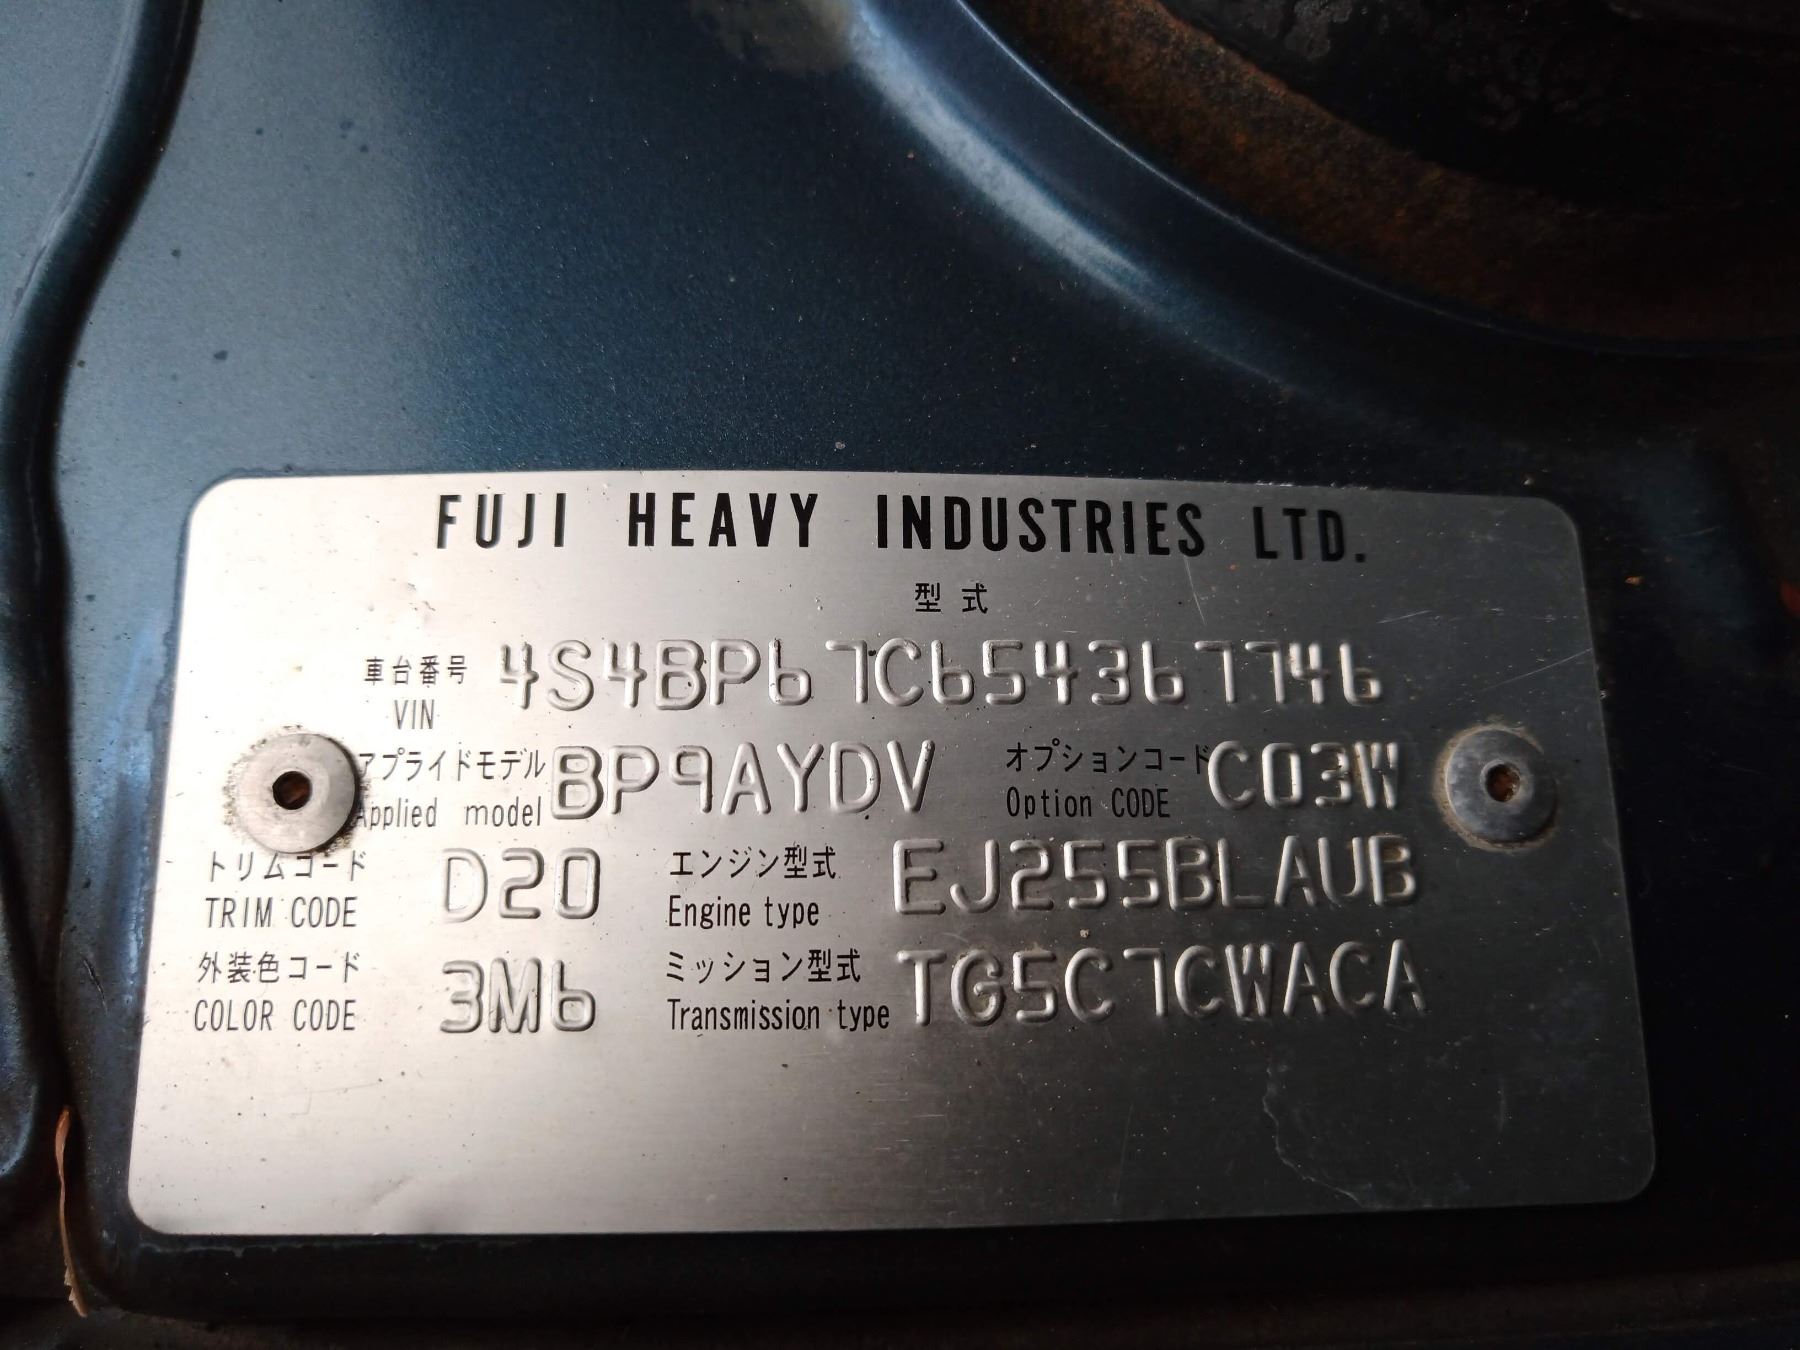 FUJI HEAVY INDUSTRIES LTD.
型式
車台番号 4S4BP67C654367746
VIN
アプライドモデル BP9AYDV オプションコード C03W
Applied model Option CODE
トリムコード D20 エンジン型式 EJ255BLAUB
TRIM CODE Engine type
外装色コード 3M6 ミッション型式 TG5C7CWACA
COLOR CODE Transmission type